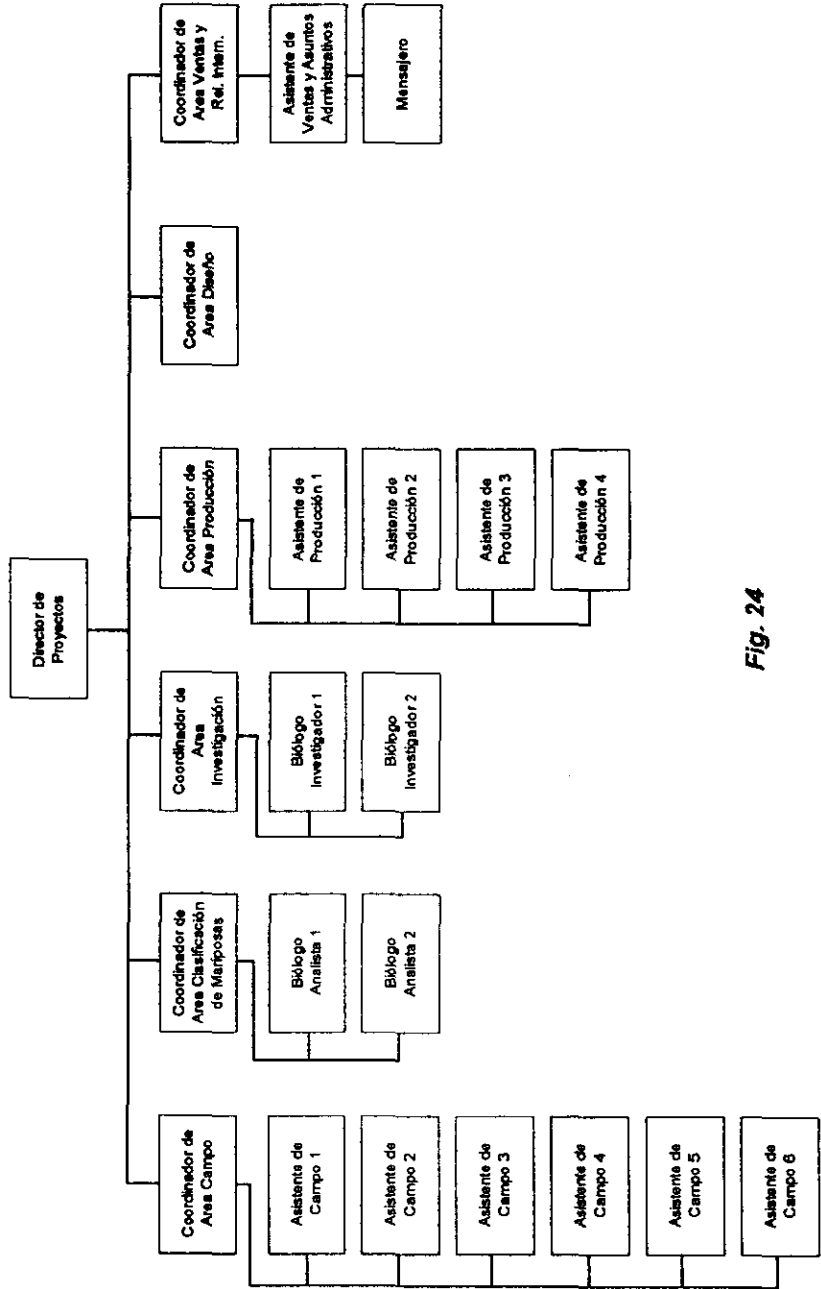 Director de
Proyectos
Coordinador de
Area Campo
Asistente de
Campo 1
Asistente de
Campo 2
Asistente de
Campo 3
Asistente de
Campo 4
Asistente de
Campo 5
Asistente de
Campo 6
Coordinador de
Area Clasificación
de Mariposas
Biólogo
Analista 1
Biólogo
Analista 2
Coordinador de
Area
Investigación
Biólogo
Investigador 1
Biólogo
Investigador 2
Coordinador de
Area Producción
Asistente de
Producción 1
Asistente de
Producción 2
Asistente de
Producción 3
Asistente de
Producción 4
Coordinador de
Area Diseño
Coordinador de
Area Ventas y
Rel. Intern.
Asistente de
Ventas y Asuntos
Administrativos
Mensajero
Fig. 24